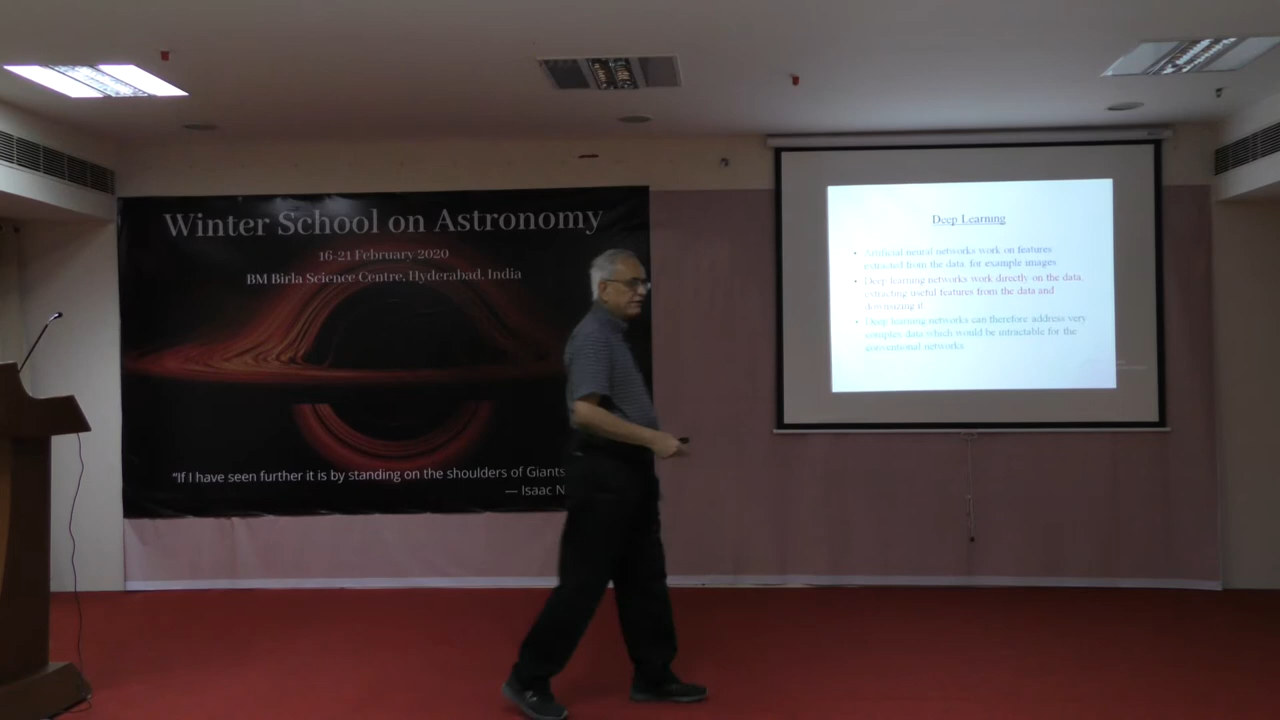 Winter School on Astronomy
16-21 February 2020
BM Birla Science Centre, Hyderabad, India
"If I have seen further it is by standing on the shoulders of Giants
— Isaac N
Deep Learning
• Artificial neural networks work on features
extracted from the data, for example images
• Deep learning networks work directly on the data,
extracting useful features from the data and
downsizing it
• Deep learning networks can therefore address very
complex data which would be intractable for the
conventional networks